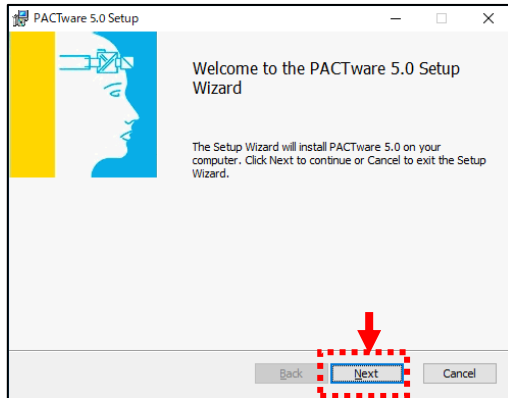 PACTware 5.0 Setup
Welcome to the PACTware 5.0 Setup
Wizard
The Setup Wizard will install PACTware 5.0 on your
computer. Click Next to continue or Cancel to exit the Setup
Wizard.
Back Next Cancel